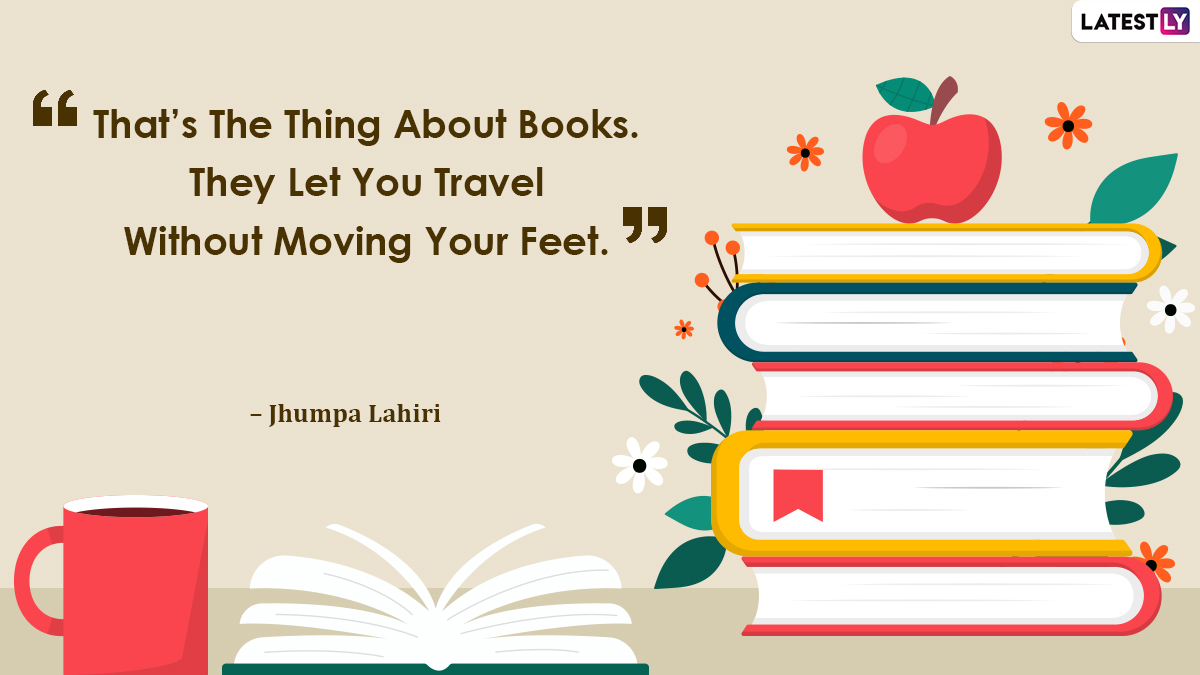 LATESTLY
“That’s The Thing About Books.
They Let You Travel
Without Moving Your Feet.”
– Jhumpa Lahiri